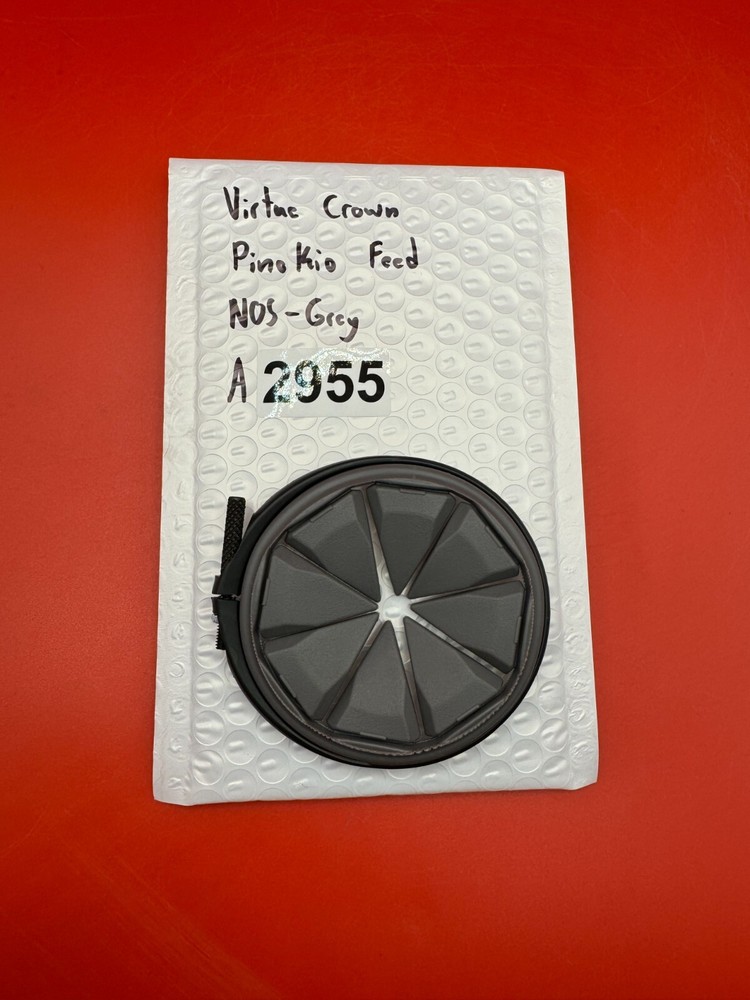 Virtue Crown
Pinokio Feed
NOS-Grey
A 2955